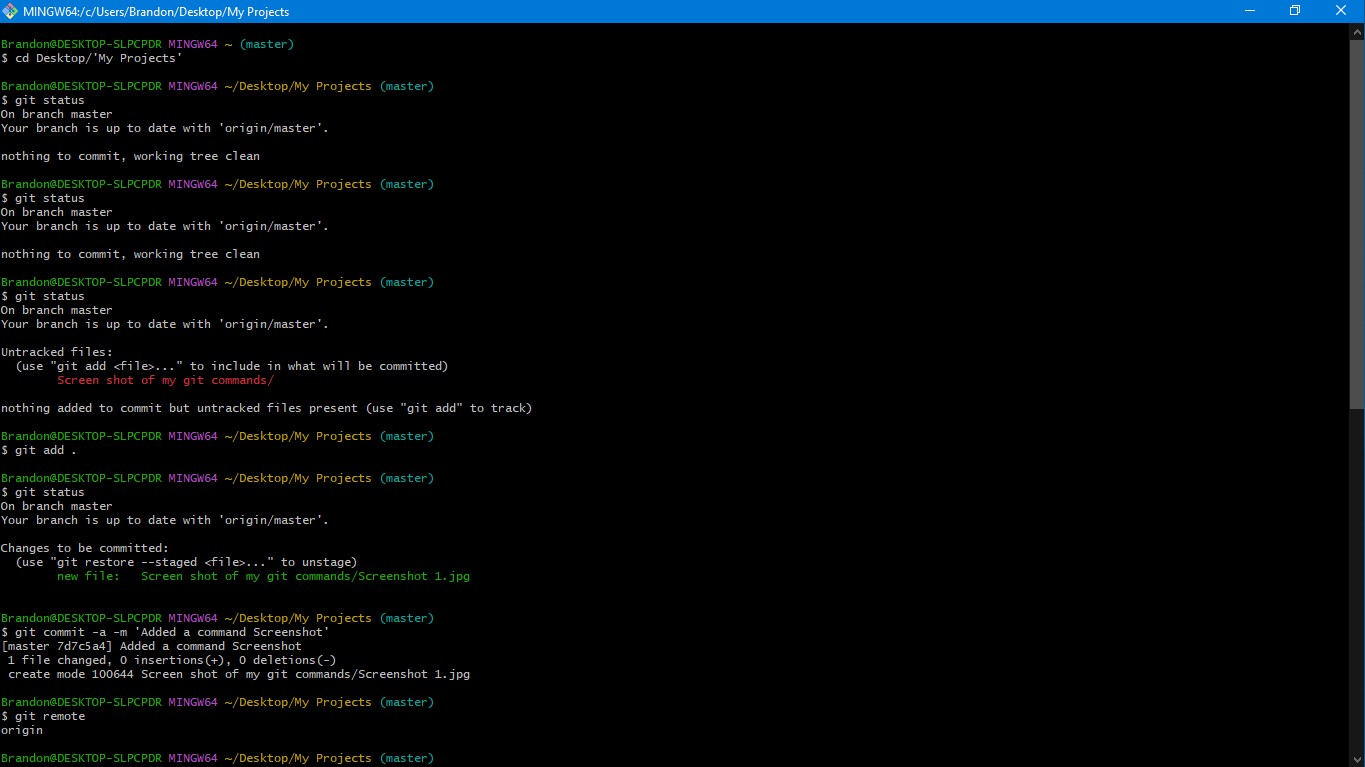 MINGW64:/c/Users/Brandon/Desktop/My Projects
Brandon@DESKTOP-SLPCPDR MINGW64 ~ (master)
$ cd Desktop/'My Projects'
Brandon@DESKTOP-SLPCPDR MINGW64 ~/Desktop/My Projects (master)
$ git status
On branch master
Your branch is up to date with 'origin/master'.
nothing to commit, working tree clean
Brandon@DESKTOP-SLPCPDR MINGW64 ~/Desktop/My Projects (master)
$ git status
On branch master
Your branch is up to date with 'origin/master'.
nothing to commit, working tree clean
Brandon@DESKTOP-SLPCPDR MINGW64 ~/Desktop/My Projects (master)
$ git status
On branch master
Your branch is up to date with 'origin/master'.
Untracked files:
  (use "git add <file>..." to include in what will be committed)
        Screen shot of my git commands/
nothing added to commit but untracked files present (use "git add" to track)
Brandon@DESKTOP-SLPCPDR MINGW64 ~/Desktop/My Projects (master)
$ git add .
Brandon@DESKTOP-SLPCPDR MINGW64 ~/Desktop/My Projects (master)
$ git status
On branch master
Your branch is up to date with 'origin/master'.
Changes to be committed:
  (use "git restore --staged <file>..." to unstage)
        new file:   Screen shot of my git commands/Screenshot 1.jpg
Brandon@DESKTOP-SLPCPDR MINGW64 ~/Desktop/My Projects (master)
$ git commit -a -m 'Added a command Screenshot'
[master 7d7c5a4] Added a command Screenshot
 1 file changed, 0 insertions(+), 0 deletions(-)
 create mode 100644 Screen shot of my git commands/Screenshot 1.jpg
Brandon@DESKTOP-SLPCPDR MINGW64 ~/Desktop/My Projects (master)
$ git remote
origin
Brandon@DESKTOP-SLPCPDR MINGW64 ~/Desktop/My Projects (master)